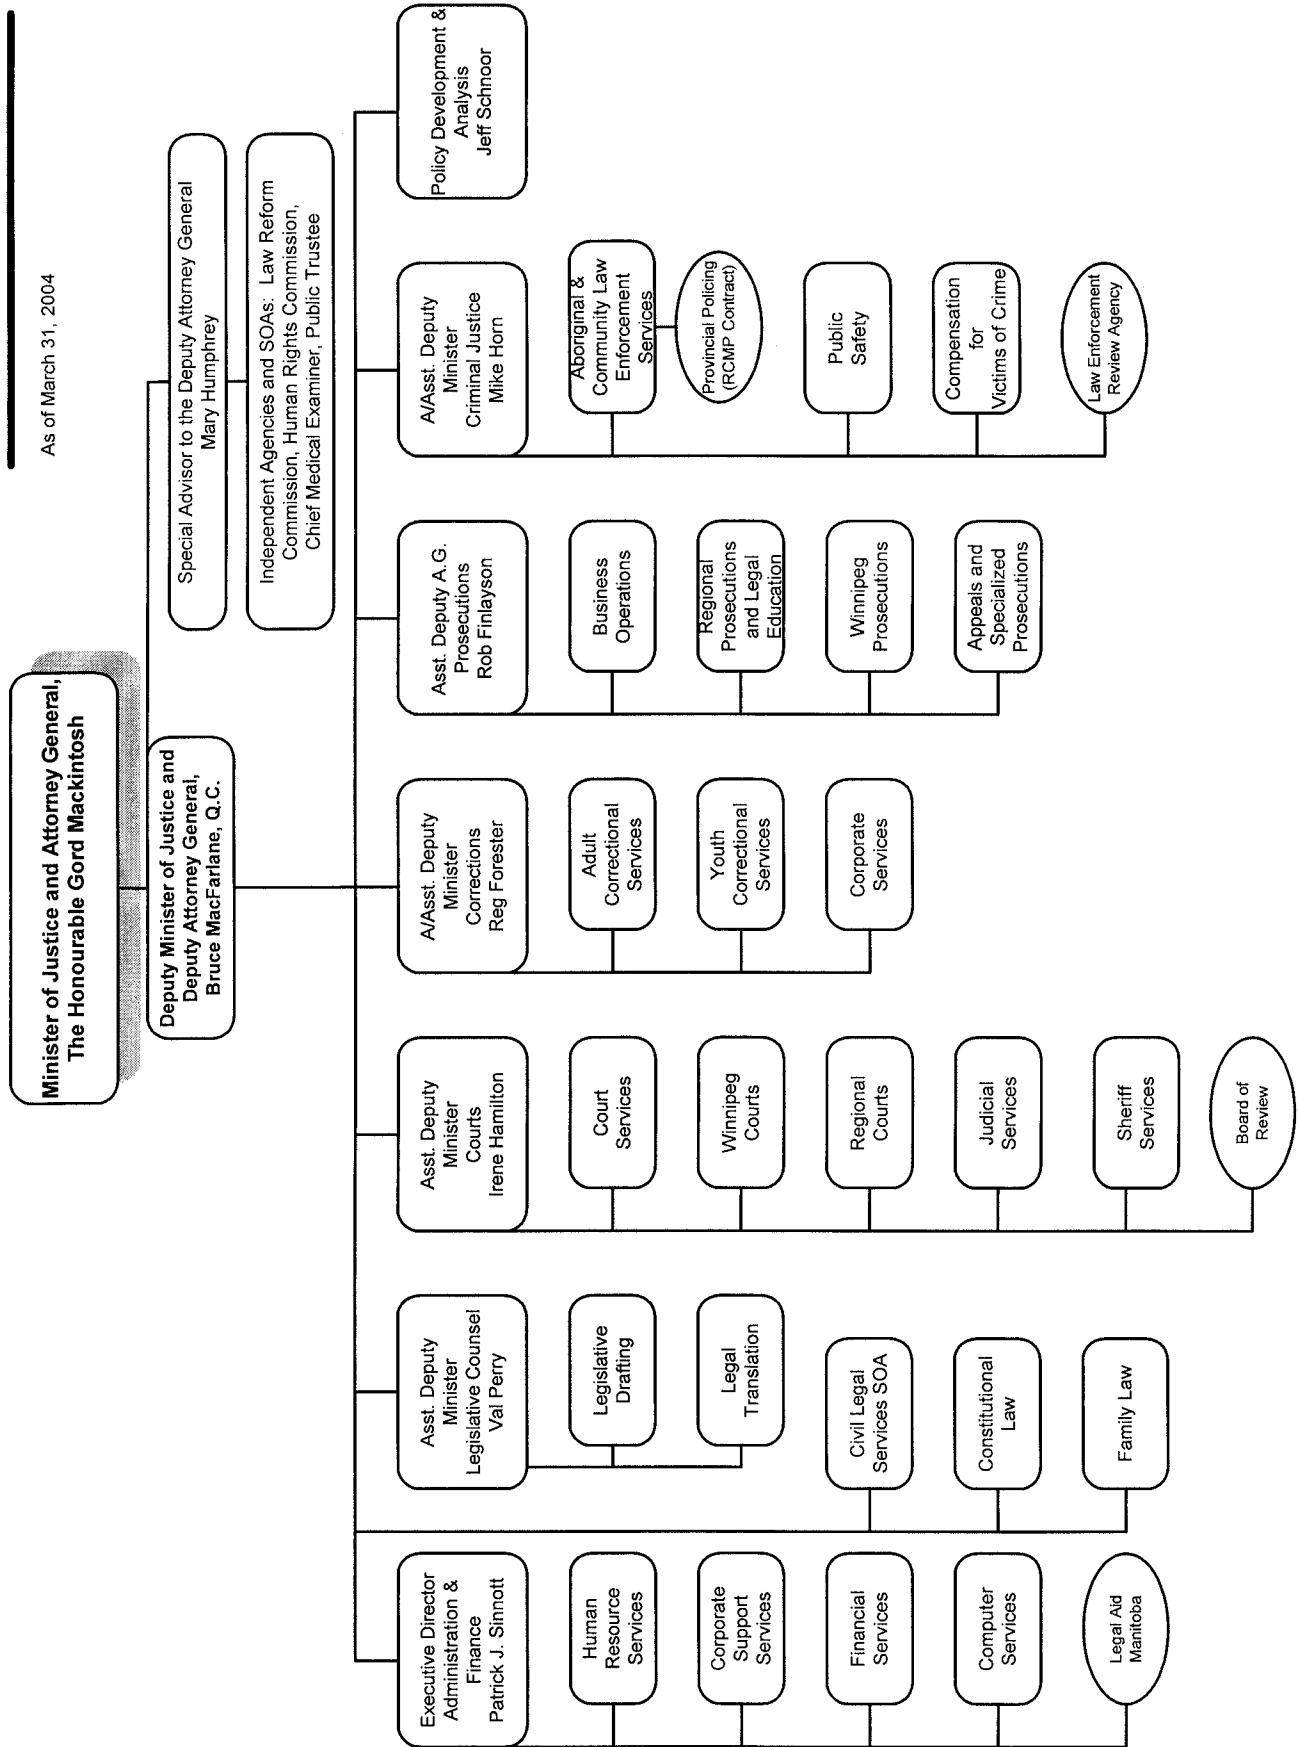 As of March 31, 2004
Minister of Justice and Attorney General,
The Honourable Gord Mackintosh
Deputy Minister of Justice and
Deputy Attorney General,
Bruce MacFarlane, Q.C.
Special Advisor to the Deputy Attorney General
Mary Humphrey
Independent Agencies and SOAs: Law Reform
Commission, Human Rights Commission,
Chief Medical Examiner, Public Trustee
Executive Director
Administration &
Finance
Patrick J. Sinnott
Human
Resource
Services
Corporate
Support
Services
Financial
Services
Computer
Services
Legal Aid
Manitoba
Asst. Deputy
Minister
Legislative Counsel
Val Perry
Legislative
Drafting
Legal
Translation
Civil Legal
Services SOA
Constitutional
Law
Family Law
Asst. Deputy
Minister
Courts
Irene Hamilton
Court
Services
Winnipeg
Courts
Regional
Courts
Judicial
Services
Sheriff
Services
Board of
Review
A/Asst. Deputy
Minister
Corrections
Reg Forester
Adult
Correctional
Services
Youth
Correctional
Services
Corporate
Services
Asst. Deputy A.G.
Prosecutions
Rob Finlayson
Business
Operations
Regional
Prosecutions
and Legal
Education
Winnipeg
Prosecutions
Appeals and
Specialized
Prosecutions
A/Asst. Deputy
Minister
Criminal Justice
Mike Horn
Aboriginal &
Community Law
Enforcement
Services
Provincial Policing
(RCMP Contract)
Public
Safety
Compensation
for
Victims of Crime
Law Enforcement
Review Agency
Policy Development &
Analysis
Jeff Schnoor